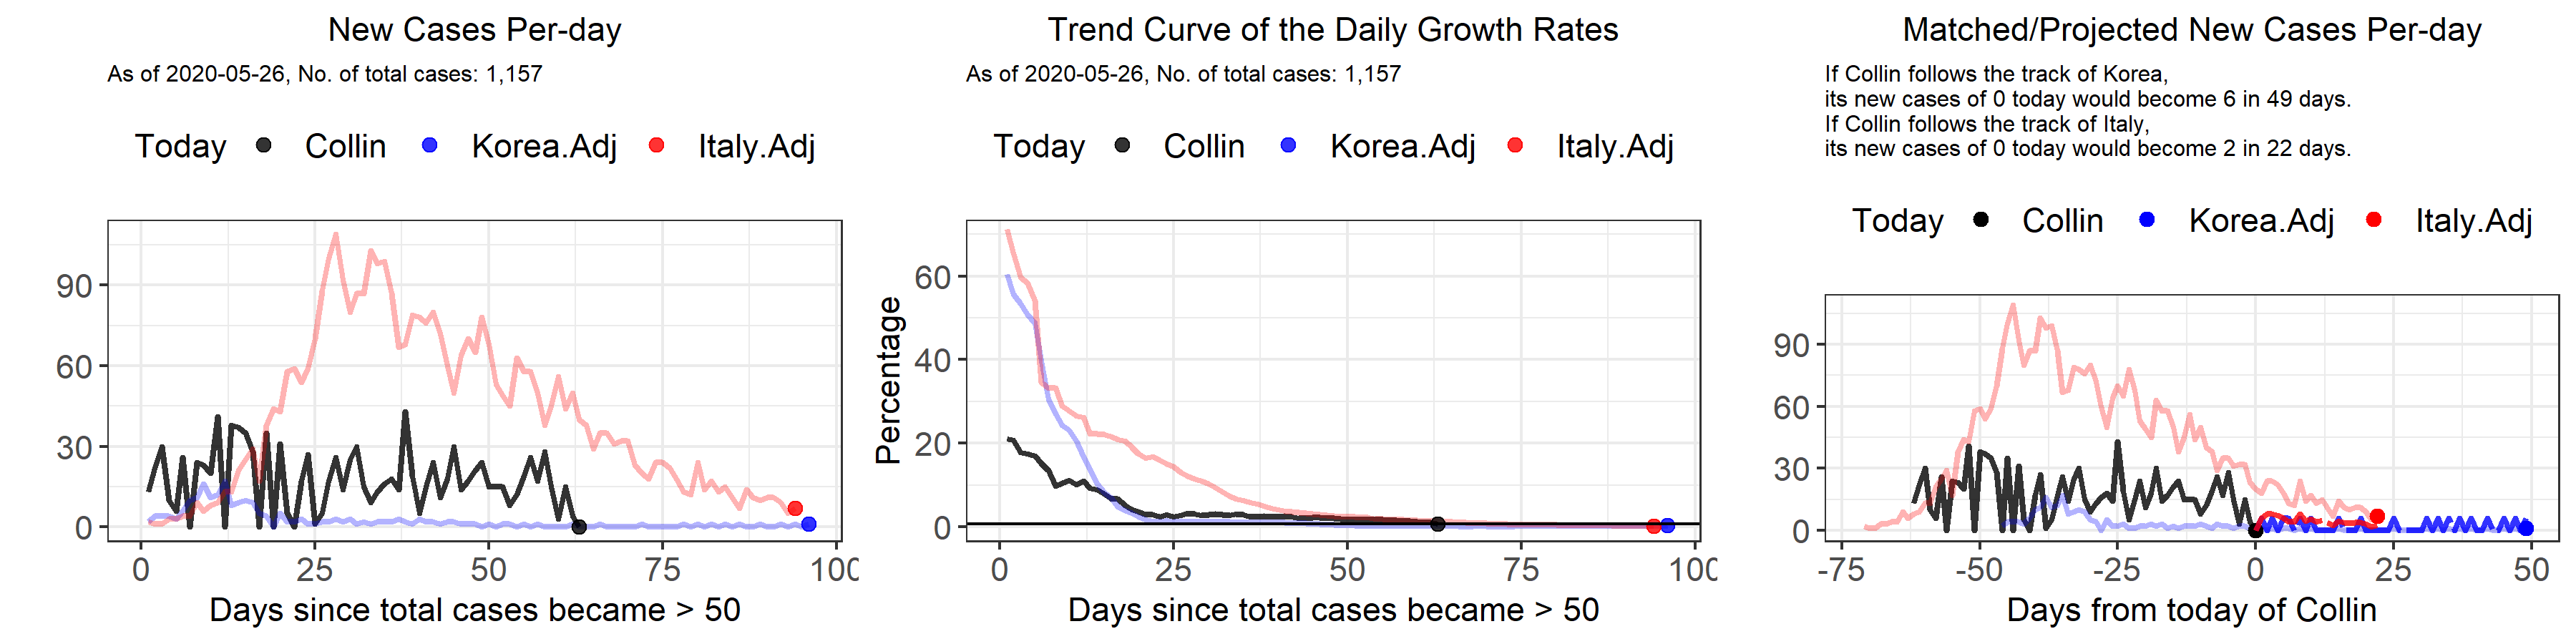 New Cases Per-day
As of 2020-05-26, No. of total cases: 1,157
Today Collin Korea.Adj Italy.Adj
90
60
30
0
0 25 50 75 100
Days since total cases became > 50
Trend Curve of the Daily Growth Rates
As of 2020-05-26, No. of total cases: 1,157
Today Collin Korea.Adj Italy.Adj
Percentage
60
40
20
0
0 25 50 75 100
Days since total cases became > 50
Matched/Projected New Cases Per-day
If Collin follows the track of Korea,
its new cases of 0 today would become 6 in 49 days.
If Collin follows the track of Italy,
its new cases of 0 today would become 2 in 22 days.
Today Collin Korea.Adj Italy.Adj
90
60
30
0
-75 -50 -25 0 25 50
Days from today of Collin